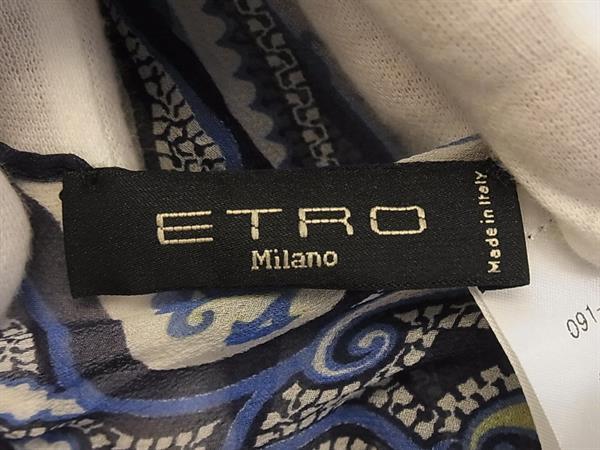 ETRO
Milano
Made in Italy
091-